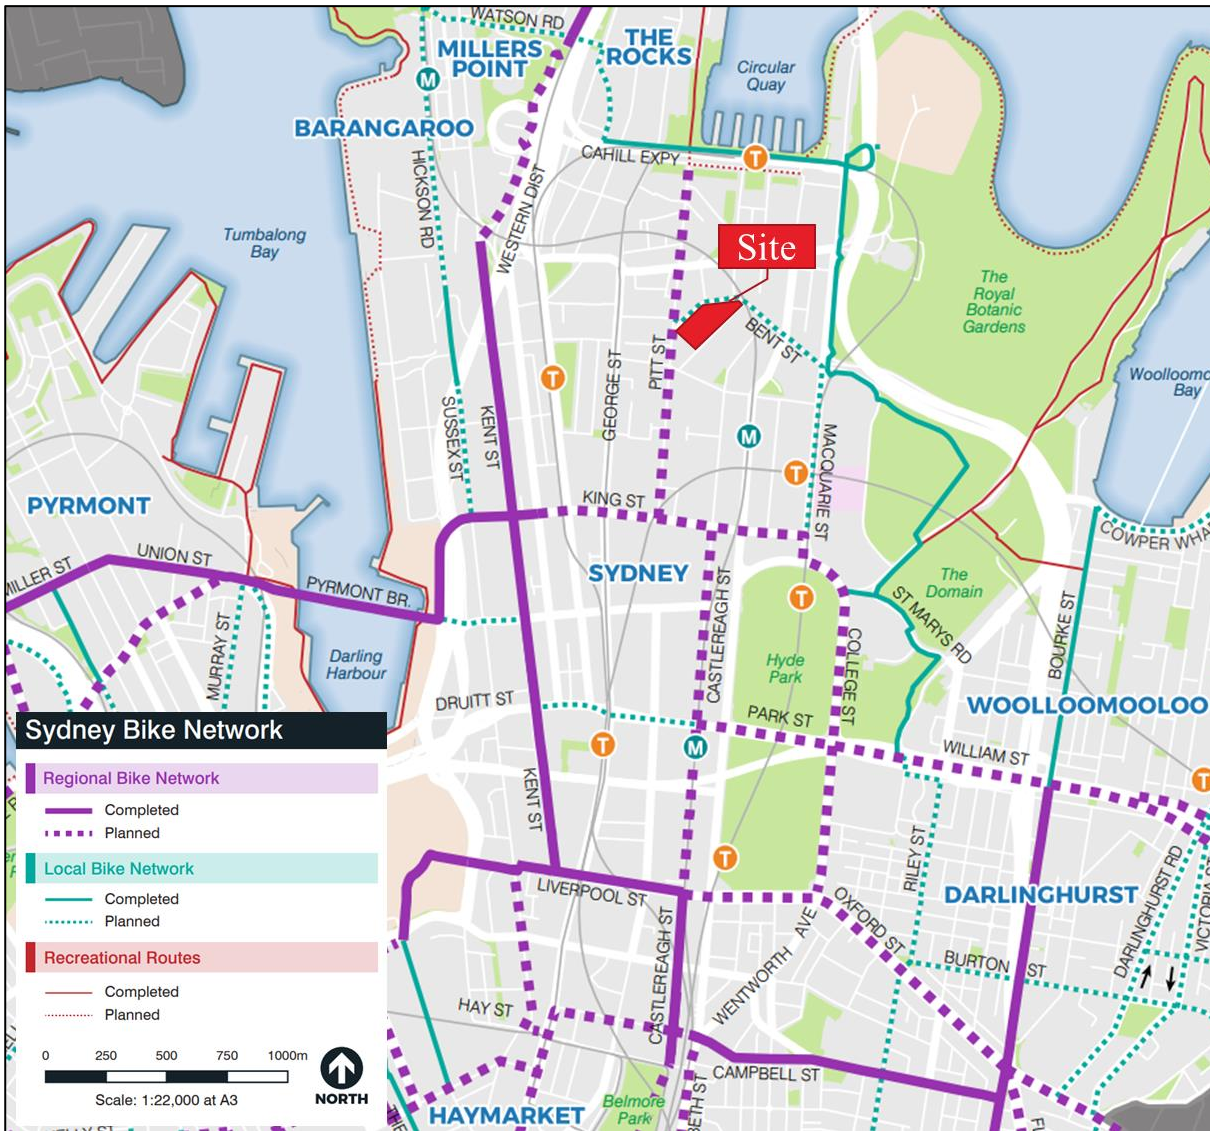 WATSON RD
MILLERS
POINT
THE
ROCKS
Circular
Quay
M
BARANGAROO
CAHILL EXPY
T
HICKSON RD
WESTERN DIST
Tumbalong
Bay
Site
The
Royal
Botanic
Gardens
BENT ST
PITT ST
GEORGE ST
T
Woolloomo
Bay
SUSSEX ST
KENT ST
M
MACQUARIE ST
T
PYRMONT
KING ST
COWPER WHA
UNION ST
MILLER ST
SYDNEY
The
Domain
PYRMONT BR.
T
ST MARYS RD
CASTLEREAGH ST
BOURKE ST
MURRAY ST
COLLEGE ST
Darling
Harbour
Hyde
Park
DRUITT ST
WOOLLOOMOOLOO
PARK ST
Sydney Bike Network
T
M
WILLIAM ST
Regional Bike Network
T
Completed
Planned
KENT ST
Local Bike Network
Completed
Planned
T
RILEY ST
DARLINGHURST RD
VICTORIA ST
LIVERPOOL ST
DARLINGHURST
OXFORD ST
Recreational Routes
Completed
Planned
CASTLEREAGH ST
WENTWORTH AVE
BURTON ST
HAY ST
0 250 500 750 1000m
Scale: 1:22,000 at A3
NORTH
CAMPBELL ST
HAYMARKET
Belmore
Park